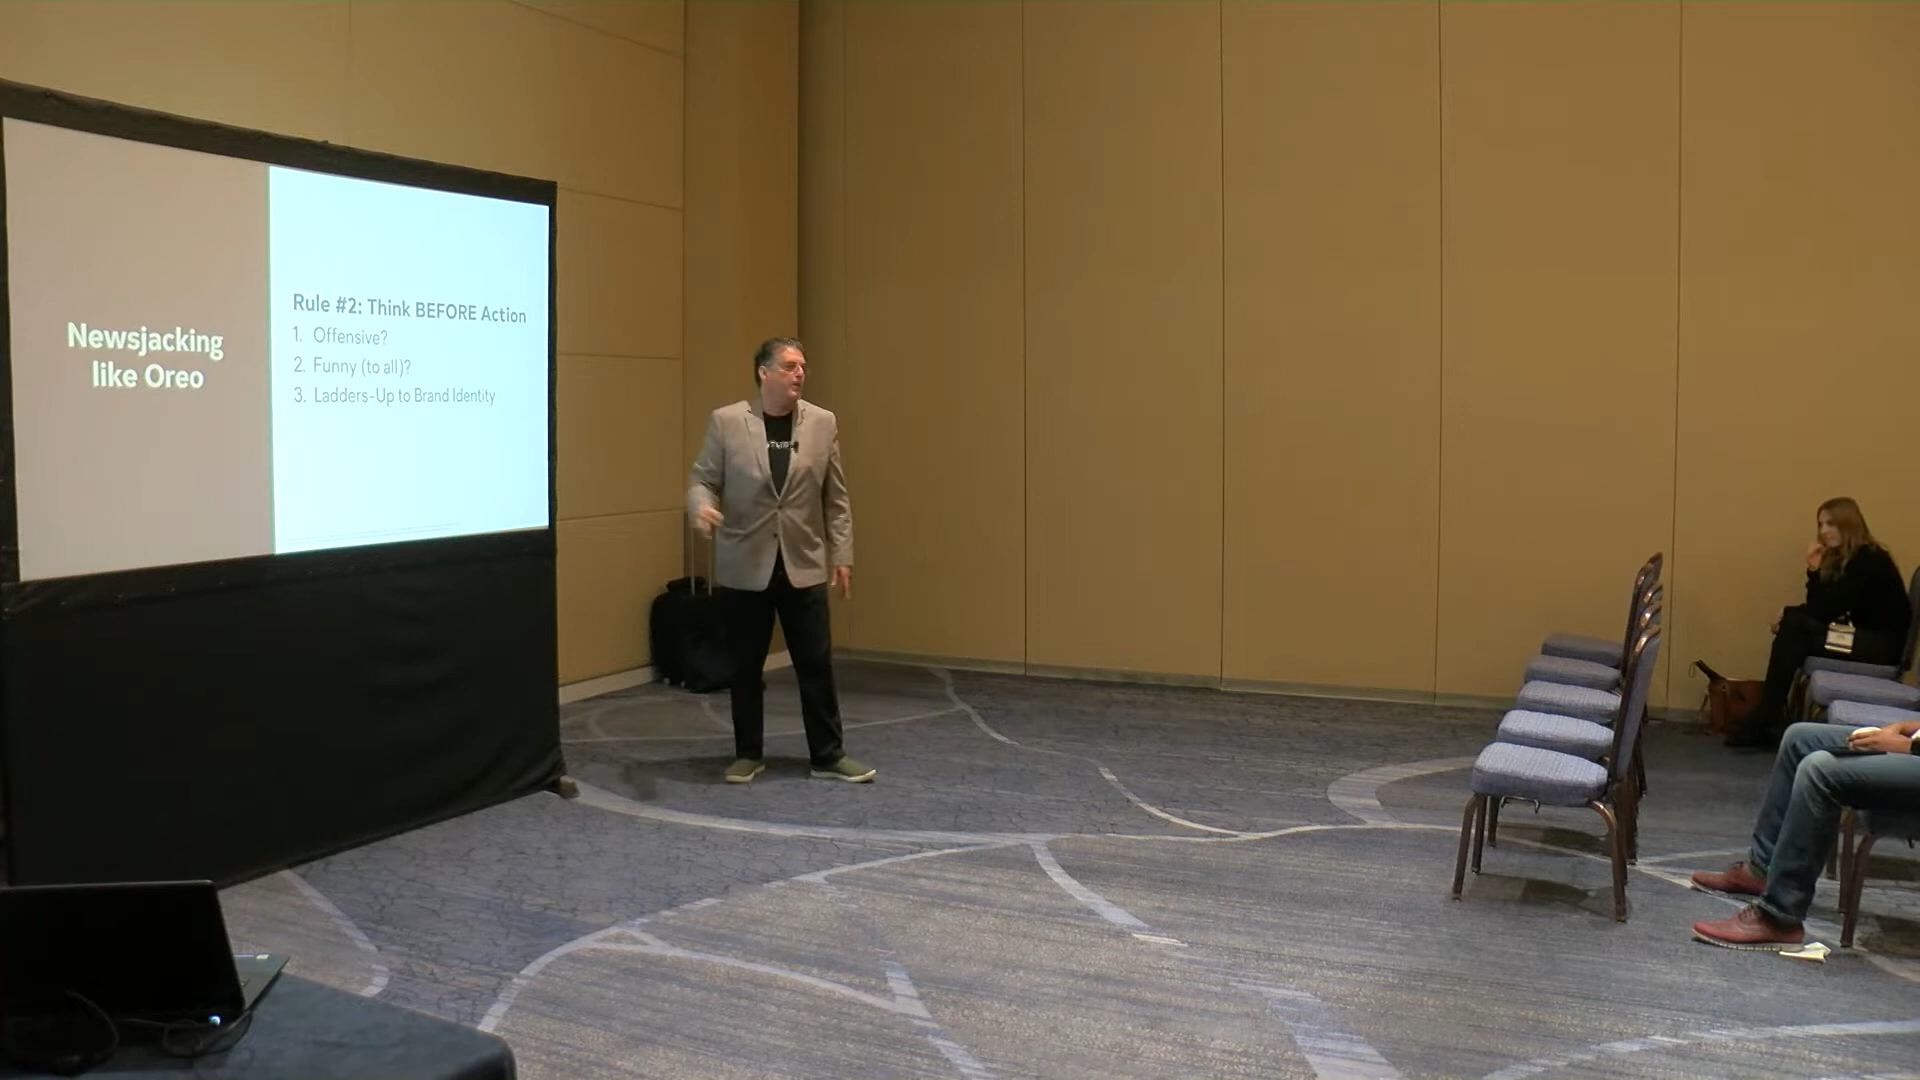 Newsjacking
like Oreo
Rule #2: Think BEFORE Action
1. Offensive?
2. Funny (to all)?
3. Ladders-Up to Brand Identity